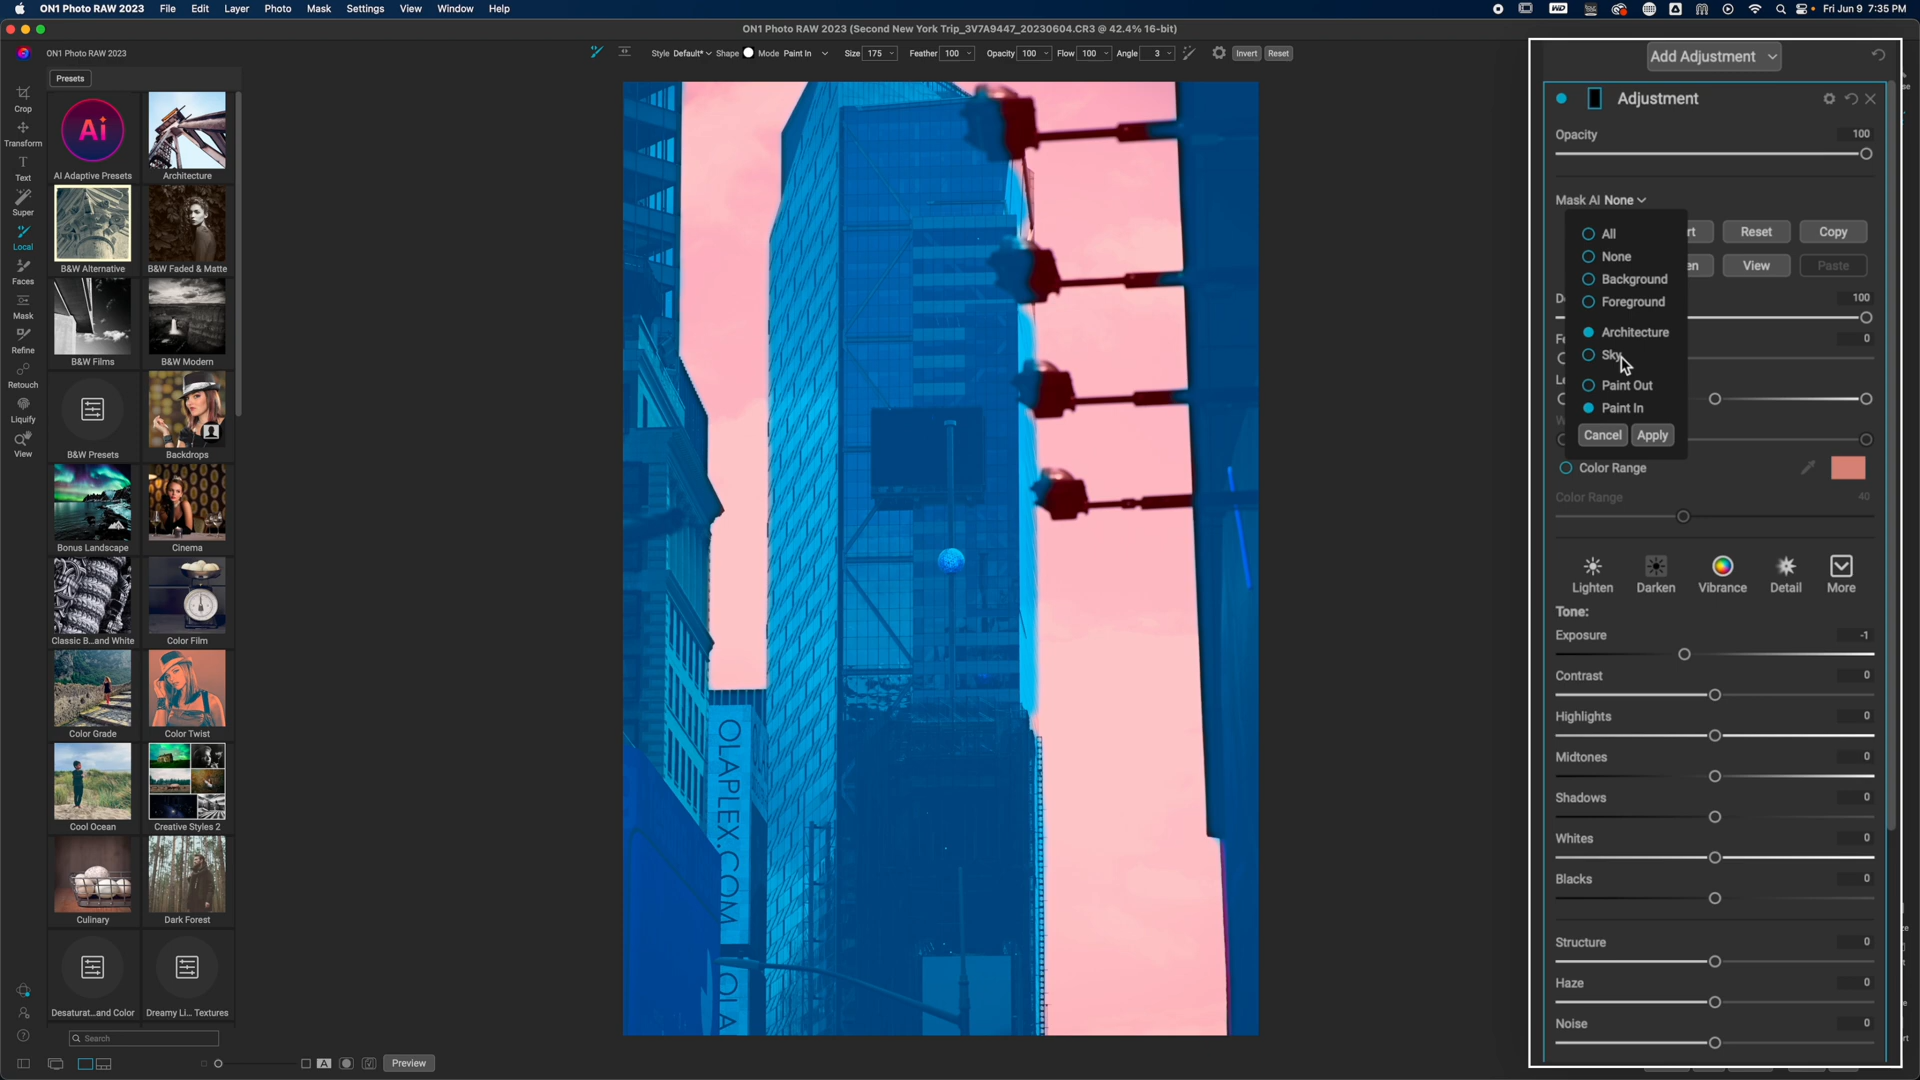 ON1 Photo RAW 2023 File Edit Layer Photo Mask Settings View Window Help
WD
Fri Jun 9 7:35 PM
ON1 Photo RAW 2023 (Second New York Trip_3V7A9447_20230604.CR3 @ 42.4% 16-bit)
ON1 Photo RAW 2023
Style Default* Shape Mode Paint In Size 175 Feather 100 Opacity 100 Flow 100 Angle 3 Invert Reset
Presets
Crop
Transform
Text
Super
Local
Faces
Mask
Refine
Retouch
Liquify
View
Ai
AI Adaptive Presets
Architecture
B&W Alternative
B&W Faded & Matte
B&W Films
B&W Modern
B&W Presets
Backdrops
Bonus Landscape
Cinema
Classic B...and White
Color Film
Color Grade
Color Twist
Cool Ocean
Creative Styles 2
Culinary
Dark Forest
Desaturat...and Color
Dreamy Li... Textures
Search
A
Preview
OLAPLEX.COM
OLA
Add Adjustment
Adjustment
Opacity 100
Mask AI None
All
None
Background
Foreground
Architecture
Sky
Paint Out
Paint In
Cancel Apply
rt Reset Copy
en View Paste
100
0
Color Range
Color Range 40
Lighten Darken Vibrance Detail More
Tone:
Exposure -1
Contrast 0
Highlights 0
Midtones 0
Shadows 0
Whites 0
Blacks 0
Structure 0
Haze 0
Noise 0